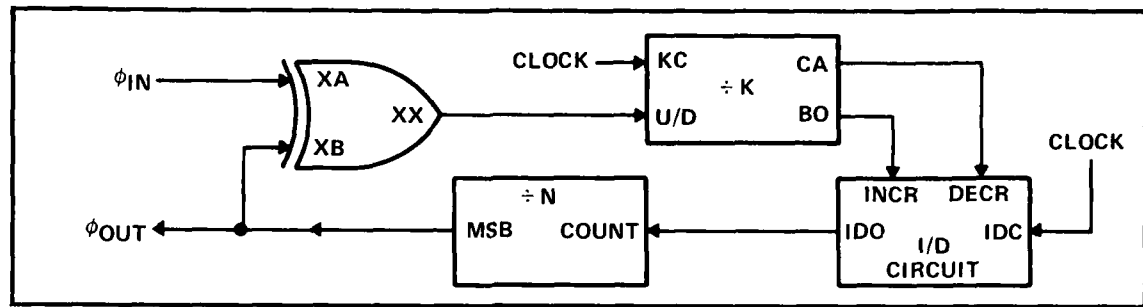 CLOCK
KC
CA
÷ K
U/D
BO
ϕIN
XA
XX
XB
CLOCK
÷ N
MSB
COUNT
INCR
DECR
IDO
IDC
I/D
CIRCUIT
ϕOUT